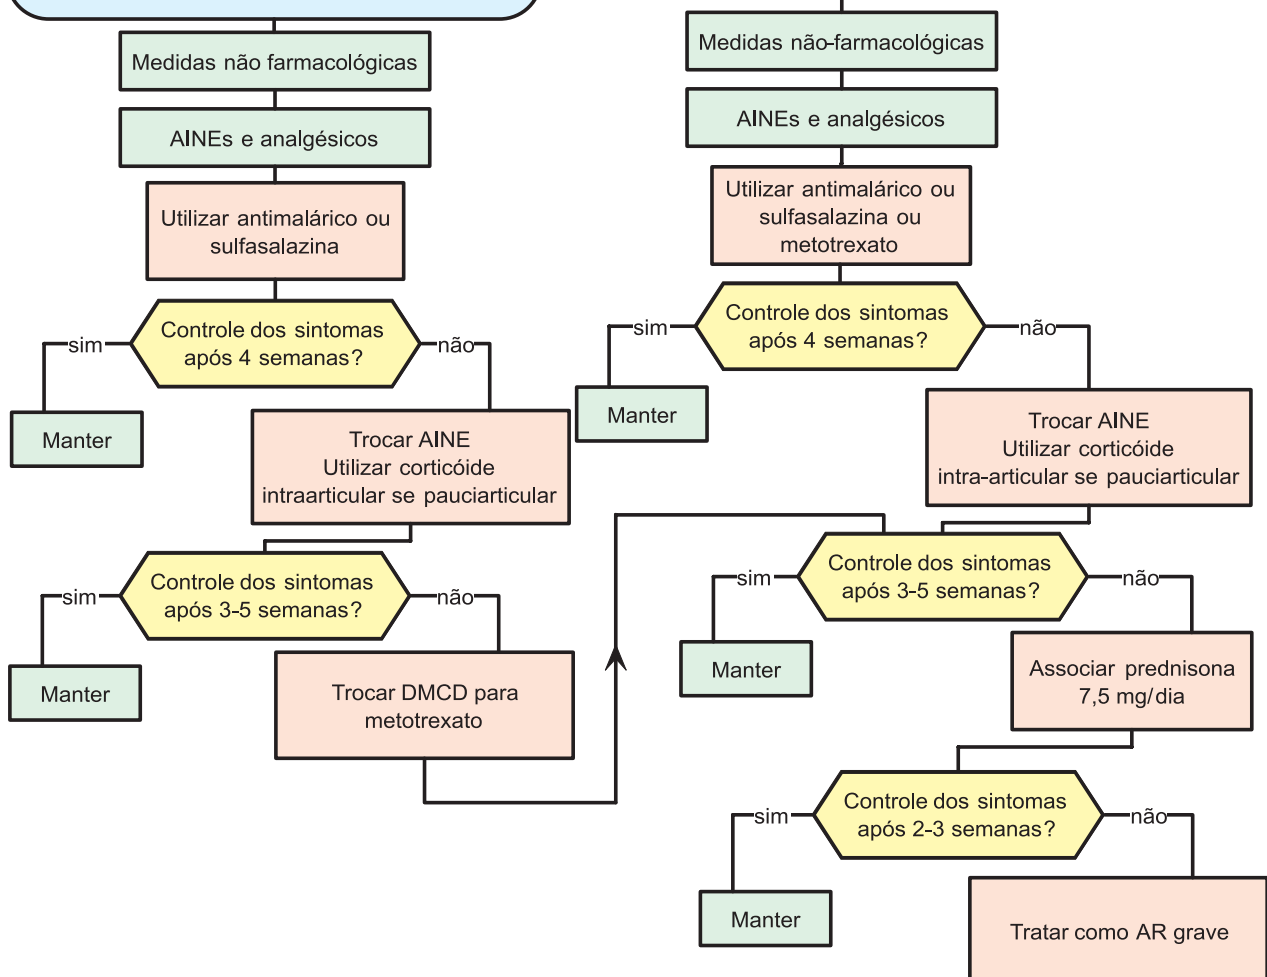 Medidas não farmacológicas
AINEs e analgésicos
Utilizar antimalárico ou
sulfasalazina
Controle dos sintomas
após 4 semanas?
sim
não
Manter
Trocar AINE
Utilizar corticóide
intraarticular se pauciarticular
Controle dos sintomas
após 3-5 semanas?
sim
não
Manter
Trocar DMCD para
metotrexato
Medidas não-farmacológicas
AINEs e analgésicos
Utilizar antimalárico ou
sulfasalazina ou
metotrexato
Controle dos sintomas
após 4 semanas?
sim
não
Manter
Trocar AINE
Utilizar corticóide
intra-articular se pauciarticular
Controle dos sintomas
após 3-5 semanas?
sim
não
Manter
Associar prednisona
7,5 mg/dia
Controle dos sintomas
após 2-3 semanas?
sim
não
Manter
Tratar como AR grave